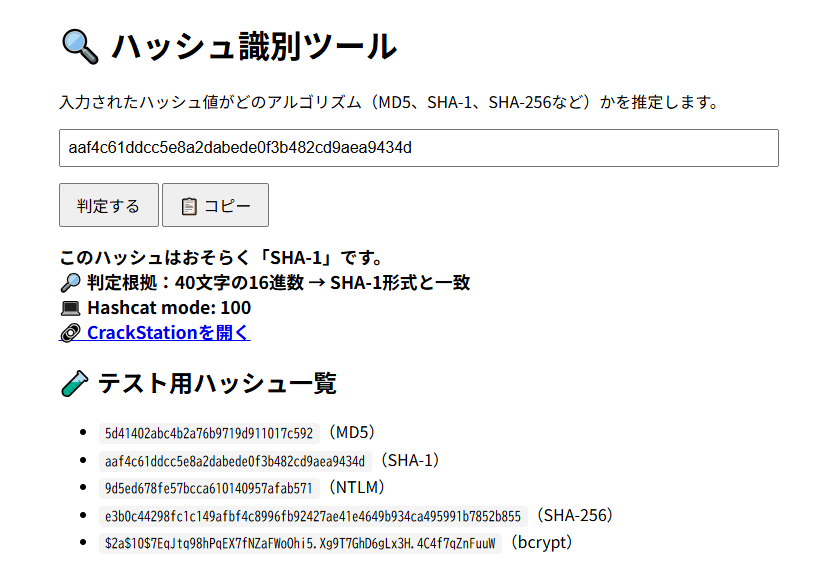 🔍 ハッシュ識別ツール
入力されたハッシュ値がどのアルゴリズム（MD5、SHA-1、SHA-256など）かを推定します。
aaf4c61ddcc5e8a2dabede0f3b482cd9aea9434d
判定する 📋 コピー
このハッシュはおそらく「SHA-1」です。
🔎 判定根拠：40文字の16進数 → SHA-1形式と一致
💻 Hashcat mode: 100
🔗 CrackStationを開く
🧪 テスト用ハッシュ一覧
5d41402abc4b2a76b9719d911017c592（MD5）
aaf4c61ddcc5e8a2dabede0f3b482cd9aea9434d（SHA-1）
9d5ed678fe57bcca610140957afab571（NTLM）
e3b0c44298fc1c149afbf4c8996fb92427ae41e4649b934ca495991b7852b855（SHA-256）
$2a$10$7EqJtq98hPqEX7fNZaFWoOhi5.Xg9T7GhD6gLx3H.4C4f7qZnFuuW（bcrypt）